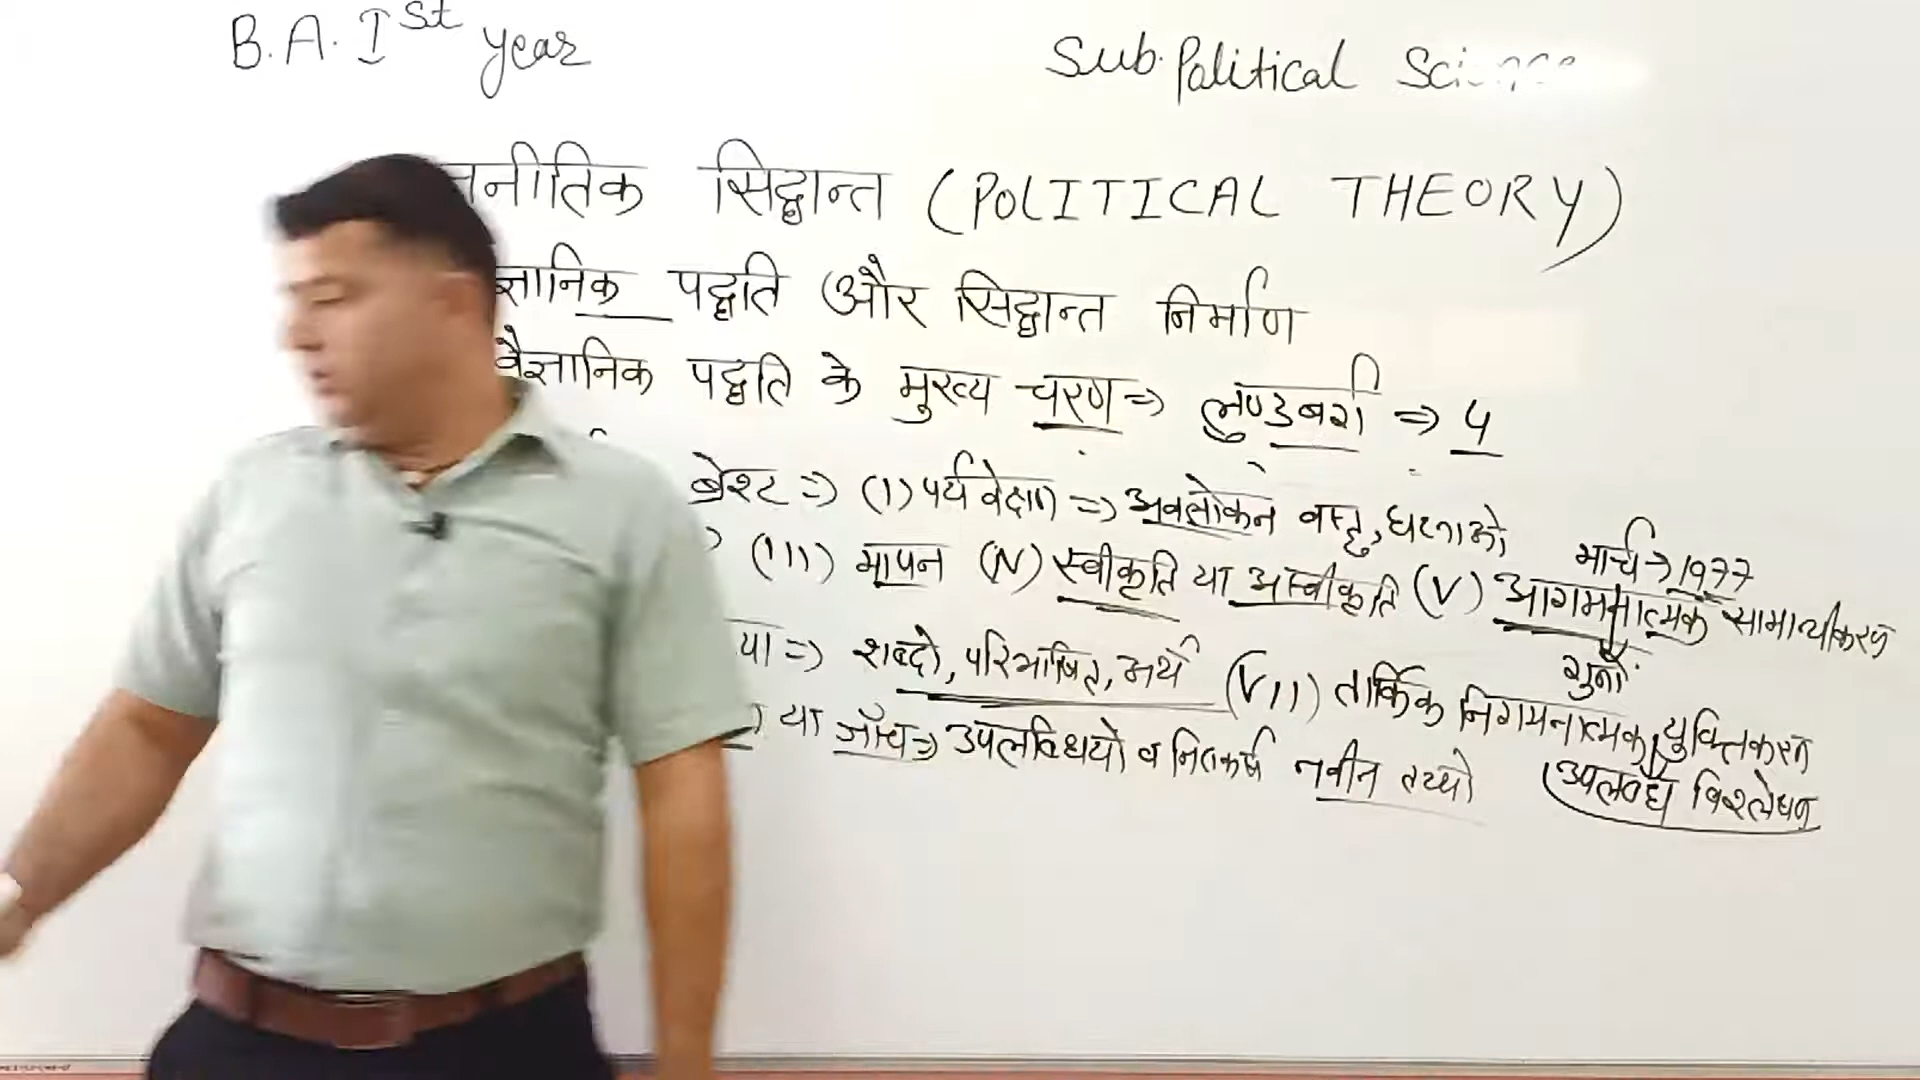 B.A. Ist year
Sub. Political Science
नीतिक सिद्धान्त (POLITICAL THEORY)
ज्ञानिक पद्धति और सिद्धान्त निर्माण
वैज्ञानिक पद्धति के मुख्य चरण ⇒ लुण्डबर्ग ⇒ 4
ब्रेश्ट ⇒ (I) पर्यवेक्षण ⇒ अवलोकन वस्तु, घटनाओ
मार्च → 1977
(III) मापन (IV) स्वीकृति या अस्वीकृति (V) आगमनात्मक सामान्यीकरण
या ⇒ शब्दो, परिभाषित, अर्थ (VII) तार्किक निगमनात्मक युक्तिकरण
या जाँच ⇒ उपलब्धियो व निष्कर्ष नवीन तथ्यो
उपलब्ध विश्लेषण